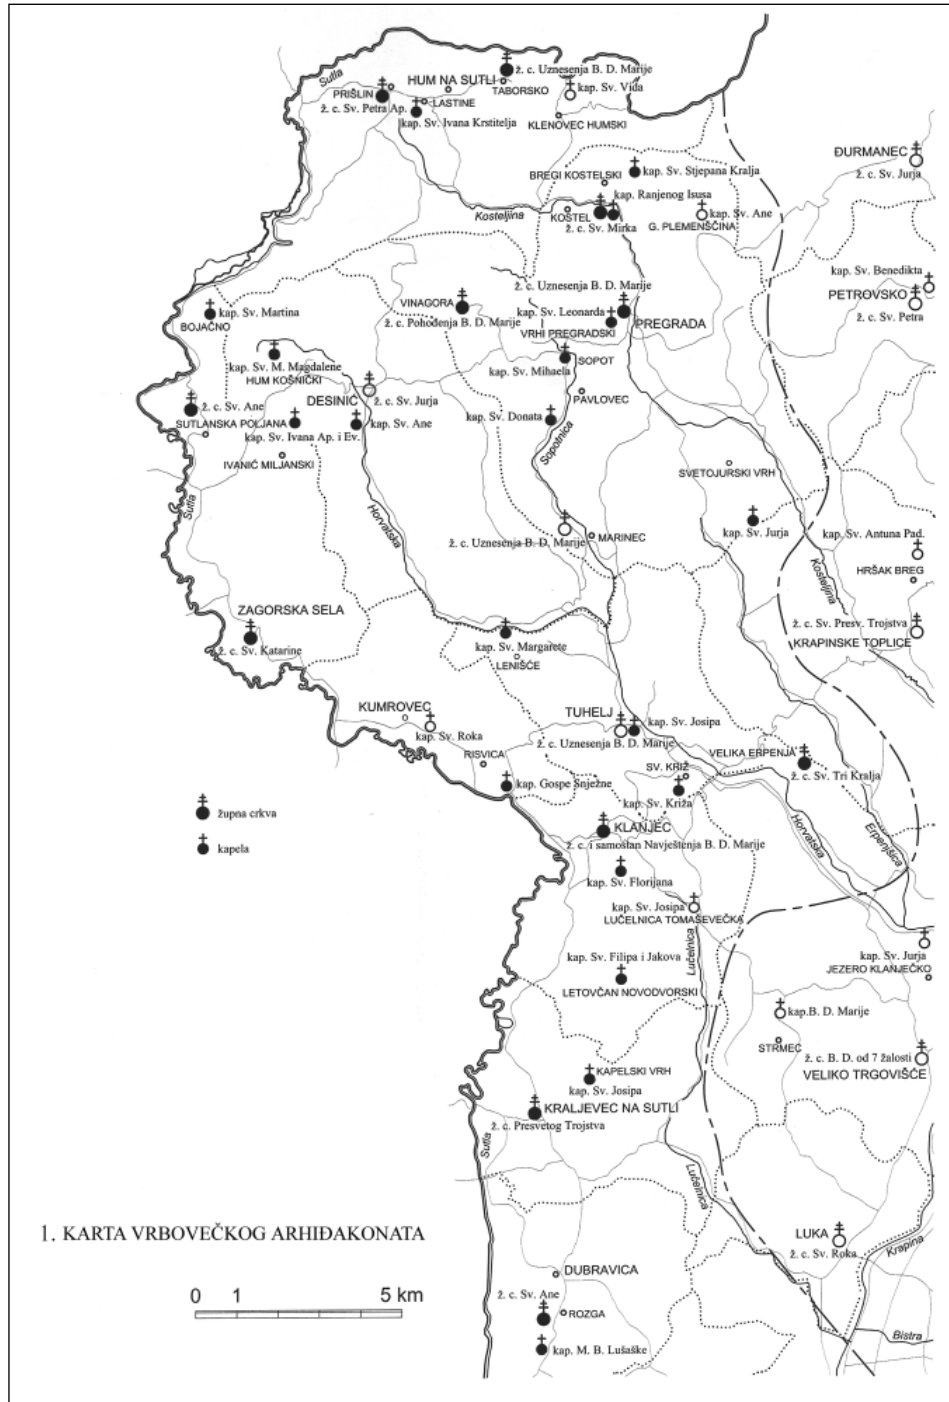 ž. c. Uznesenja B. D. Marije
HUM NA SUTLI
TABORSKO
kap. Sv. Vida
Sutla
PRIŠLIN
ž. c. Sv. Petra Ap.
LASTINE
kap. Sv. Ivana Krstitelja
KLENOVEC HUMSKI
ĐURMANEC
ž. c. Sv. Jurja
BREGI KOSTELSKI
kap. Sv. Stjepana Kralja
kap. Ranjenog Isusa
Kosteljina
KOSTEL
ž. c. Sv. Mirka
kap. Sv. Ane
G. PLEMENŠČINA
kap. Sv. Benedikta
PETROVSKO
ž. c. Sv. Petra
ž. c. Uznesenja B. D. Marije
VINAGORA
ž. c. Pohođenja B. D. Marije
kap. Sv. Leonarda
VRHI PREGRADSKI
PREGRADA
kap. Sv. Martina
BOJAČNO
kap. Sv. M. Magdalene
HUM KOŠNIČKI
SOPOT
kap. Sv. Mihaela
DESINIĆ
ž. c. Sv. Jurja
PAVLOVEC
ž. c. Sv. Ane
SUTLANSKA POLJANA
kap. Sv. Ivana Ap. i Ev.
kap. Sv. Ane
kap. Sv. Donata
IVANIĆ MILJANSKI
Sopotnica
SVETOJURSKI VRH
Sutla
Horvatska
ž. c. Uznesenja B. D. Marije
MARINEC
kap. Sv. Jurja
kap. Sv. Antuna Pad.
HRŠAK BREG
Kosteljina
ZAGORSKA SELA
ž. c. Sv. Katarine
kap. Sv. Margarete
LENIŠĆE
ž. c. Sv. Presv. Trojstva
KRAPINSKE TOPLICE
KUMROVEC
kap. Sv. Roka
RISVICA
TUHELJ
kap. Sv. Josipa
ž. c. Uznesenja B. D. Marije
VELIKA ERPENJA
ž. c. Sv. Tri Kralja
SV. KRIŽ
kap. Gospe Snježne
kap. Sv. Križa
Horvatska
Erpenjšica
župna crkva
kapela
KLANJEC
ž. c. i samostan Navještenja B. D. Marije
kap. Sv. Florijana
kap. Sv. Josipa
LUČELNICA TOMAŠEVEČKA
Lučelnica
kap. Sv. Jurja
JEZERO KLANJEČKO
kap. Sv. Filipa i Jakova
LETOVČAN NOVODVORSKI
kap.B. D. Marije
STRMEC
ž. c. B. D. od 7 žalosti
VELIKO TRGOVIŠĆE
KAPELSKI VRH
kap. Sv. Josipa
KRALJEVEC NA SUTLI
ž. c. Presvetog Trojstva
Sutla
Lučelnica
1. KARTA VRBOVEČKOG ARHIĐAKONATA
LUKA
ž. c. Sv. Roka
Krapina
0 1 5 km
DUBRAVICA
ž. c. Sv. Ane
ROZGA
kap. M. B. Lušaške
Bistra